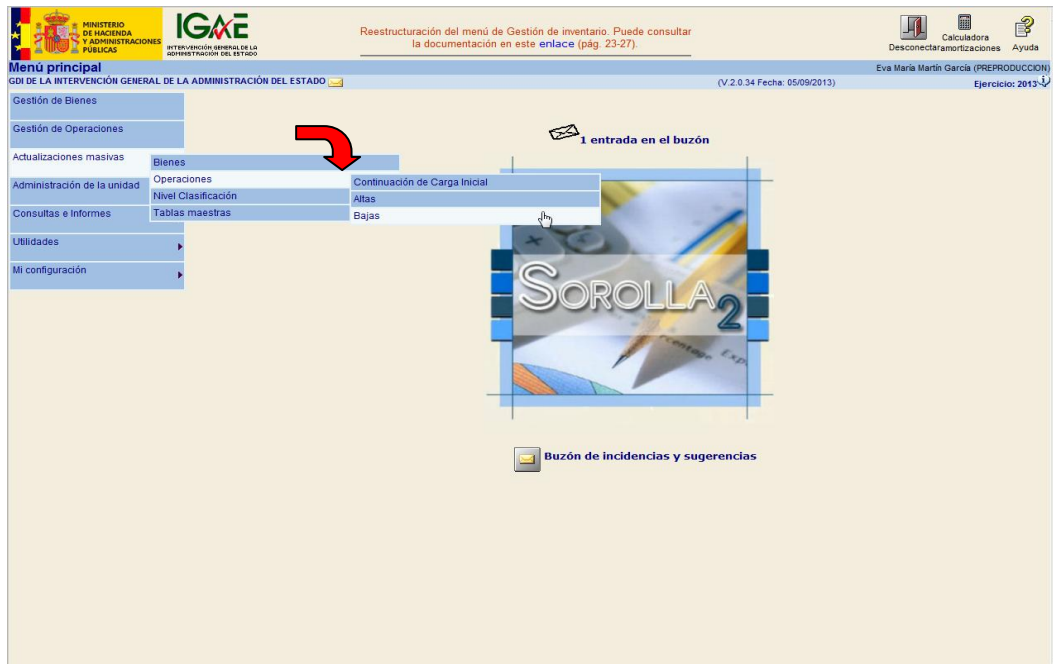 MINISTERIO
DE HACIENDA
Y ADMINISTRACIONES
PÚBLICAS
IGAE
INTERVENCIÓN GENERAL DE LA
ADMINISTRACIÓN DEL ESTADO
Reestructuración del menú de Gestión de inventario. Puede consultar
la documentación en este enlace (pág. 23-27).
Desconectar
Calculadora
amortizaciones
Ayuda
Menú principal
Eva María Martín García (PREPRODUCCION)
GDI DE LA INTERVENCIÓN GENERAL DE LA ADMINISTRACIÓN DEL ESTADO
(V.2.0.34 Fecha: 05/09/2013)
Ejercicio: 2013
Gestión de Bienes
Gestión de Operaciones
Actualizaciones masivas
Administración de la unidad
Consultas e Informes
Utilidades
Mi configuración
Bienes
Operaciones
Nivel Clasificación
Tablas maestras
Continuación de Carga Inicial
Altas
Bajas
1 entrada en el buzón
SOROLLA2
Percentage Exp
Buzón de incidencias y sugerencias